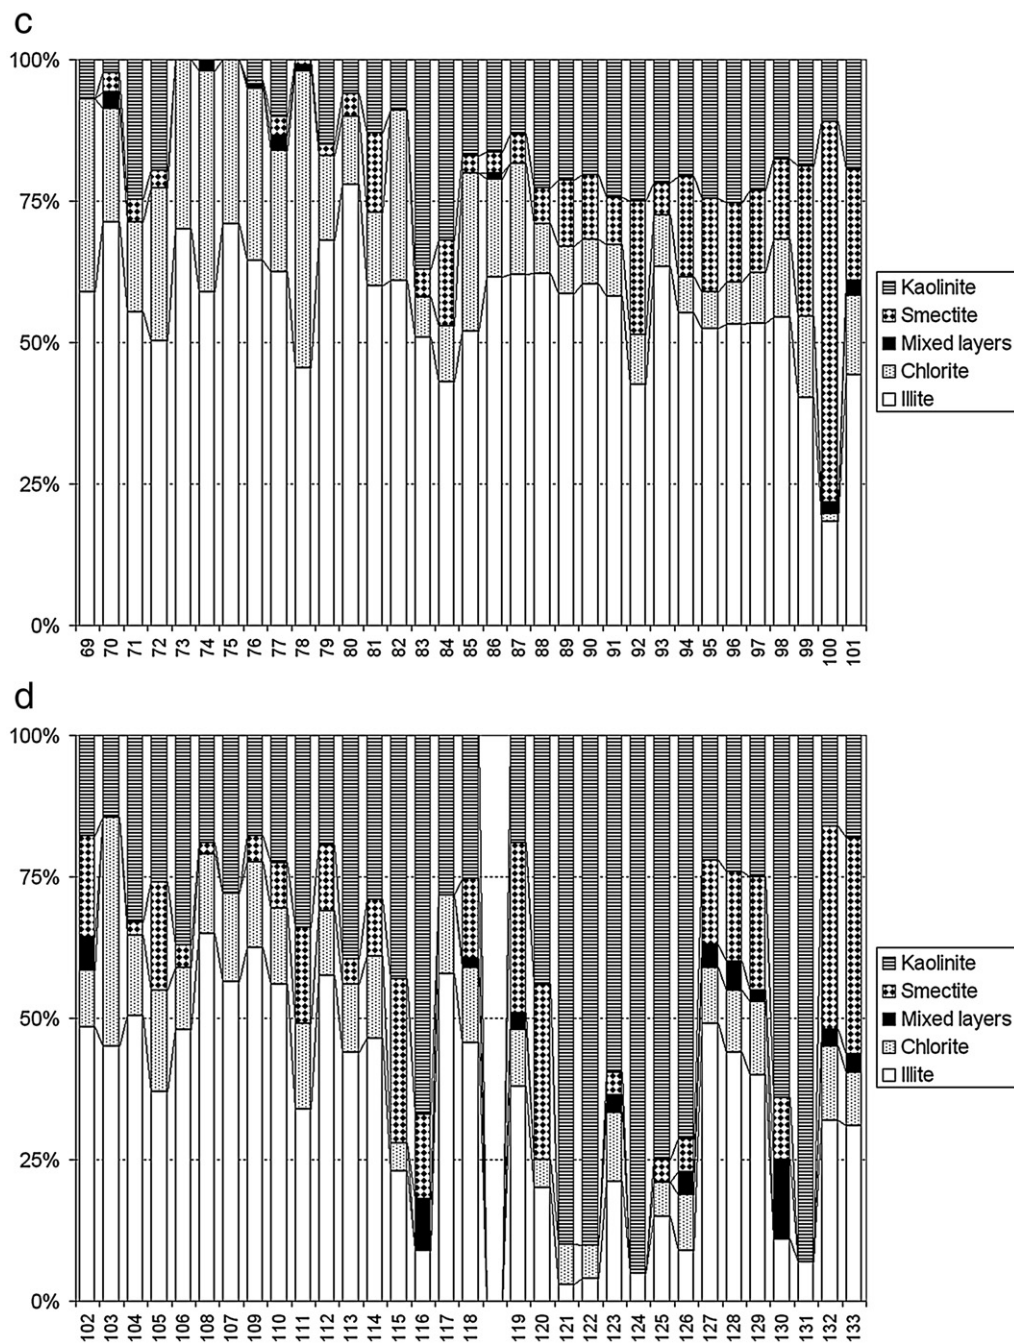 c
100%
75%
50%
25%
0%
69 70 71 72 73 74 75 76 77 78 79 80 81 82 83 84 85 86 87 88 89 90 91 92 93 94 95 96 97 98 99 100 101
Kaolinite
Smectite
Mixed layers
Chlorite
Illite
d
100%
75%
50%
25%
0%
102 103 104 105 106 108 107 109 110 111 112 113 114 115 116 117 118 119 120 121 122 123 124 125 126 127 128 129 130 131 132 133
Kaolinite
Smectite
Mixed layers
Chlorite
Illite